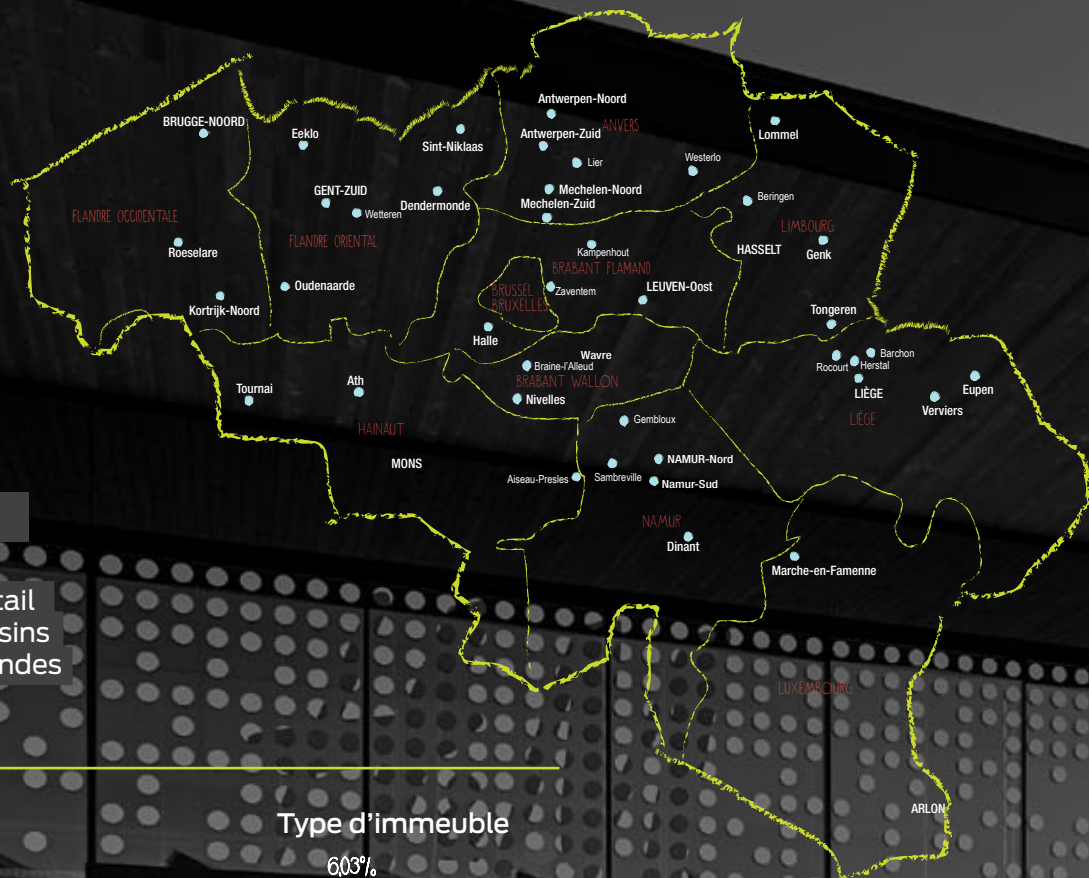 Antwerpen-Noord
ANVERS
BRUGGE-NOORD
Eeklo
Sint-Niklaas
Antwerpen-Zuid
Lommel
Lier
Westerlo
GENT-ZUID
Wetteren
Dendermonde
Mechelen-Noord
Mechelen-Zuid
Beringen
FLANDRE OCCIDENTALE
FLANDRE ORIENTAL
LIMBOURG
Roeselare
Kampenhout
HASSELT
Genk
BRABANT FLAMAND
Oudenaarde
BRUSSEL
BRUXELLES
Zaventem
LEUVEN-Oost
Kortrijk-Noord
Tongeren
Halle
Wavre
Braine-l'Alleud
BRABANT WALLON
Rocourt
Herstal
Barchon
Tournai
Ath
Nivelles
LIÈGE
Verviers
Eupen
HAINAUT
Gembloux
LIÈGE
MONS
NAMUR-Nord
Aiseau-Presles
Sambreville
Namur-Sud
NAMUR
Dinant
Marche-en-Famenne
tail
sins
ndes
LUXEMBOURG
ARLON
Type d'immeuble
6,03%